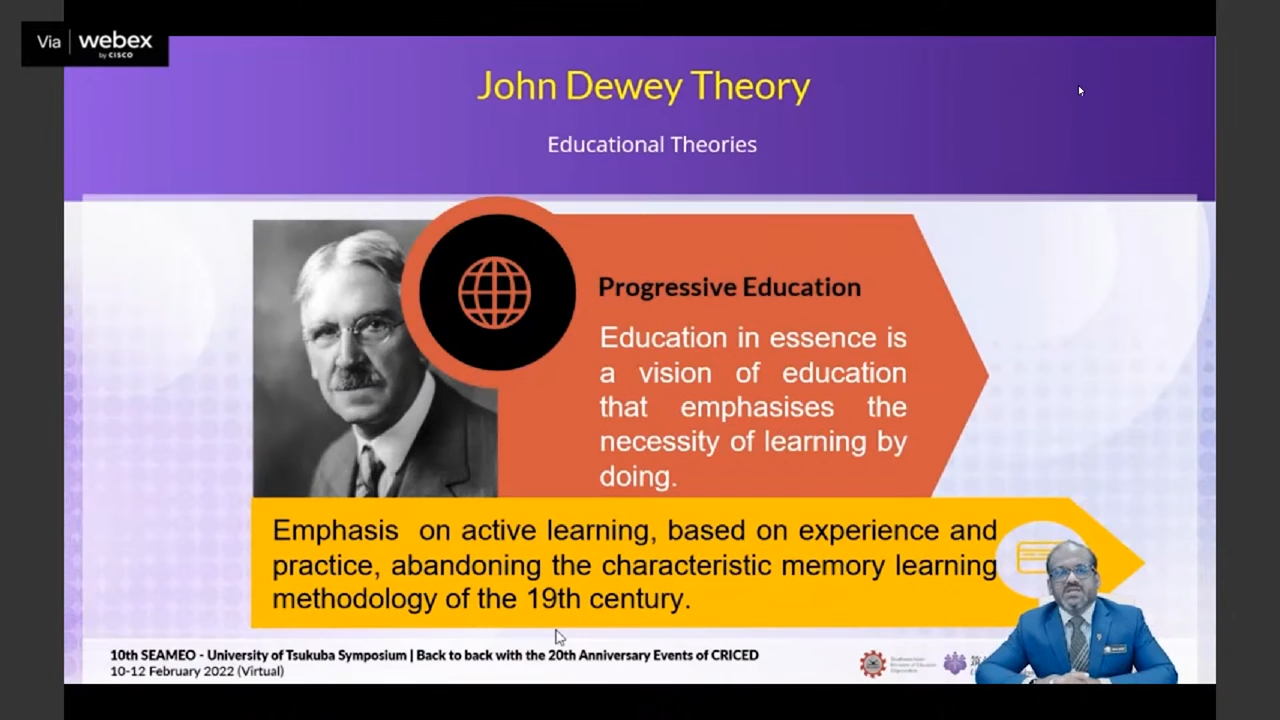 Via webex
by CISCO
John Dewey Theory
Educational Theories
Progressive Education
Education in essence is
a vision of education
that emphasises the
necessity of learning by
doing.
Emphasis on active learning, based on experience and
practice, abandoning the characteristic memory learning
methodology of the 19th century.
10th SEAMEO - University of Tsukuba Symposium | Back to back with the 20th Anniversary Events of CRICED
10-12 February 2022 (Virtual)